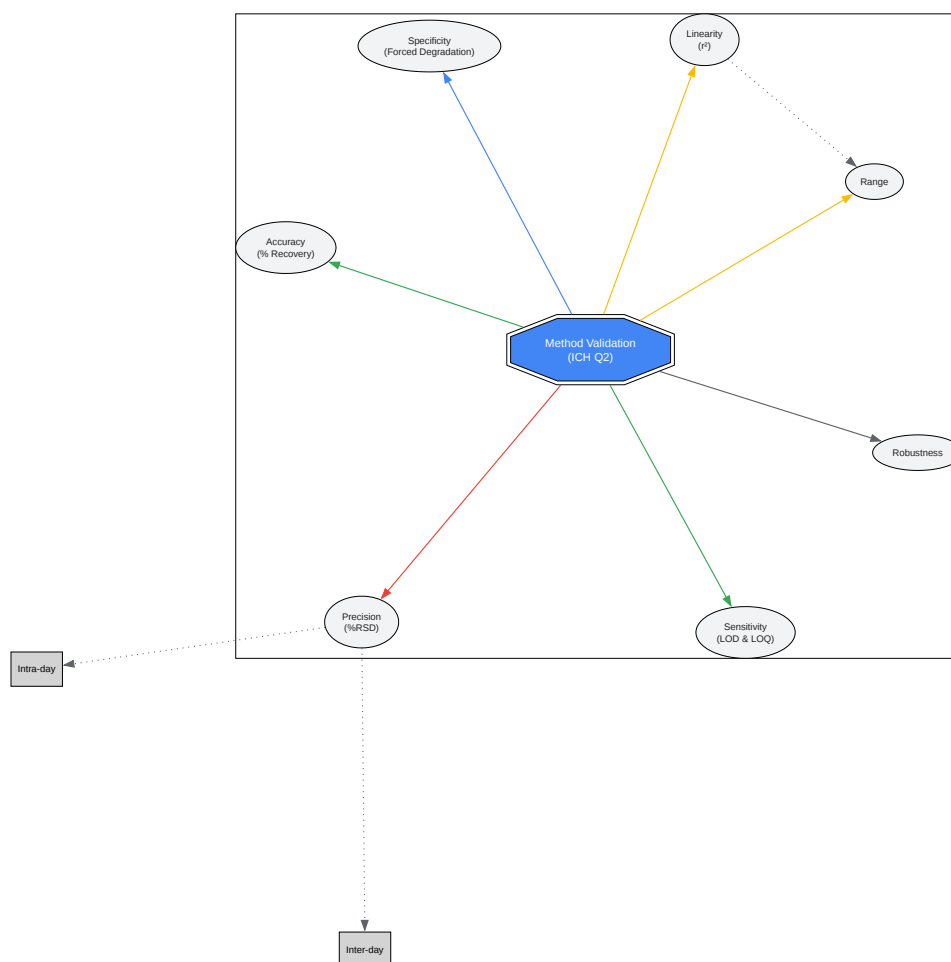 Specificity
(Forced Degradation)
Linearity
(r²)
Range
Accuracy
(% Recovery)
Method Validation
(ICH Q2)
Robustness
Precision
(%RSD)
Sensitivity
(LOD & LOQ)
Intra-day
Inter-day